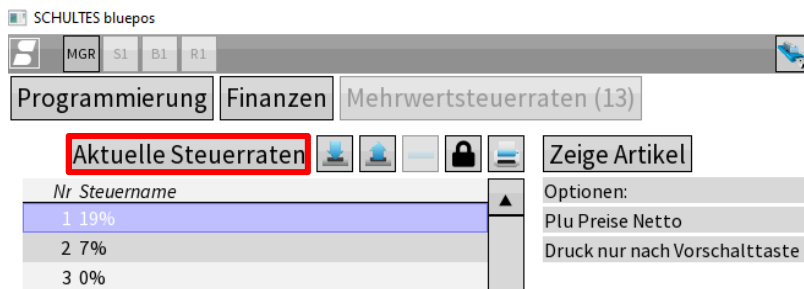 SCHULTES bluepos
MGR S1 B1 R1
Programmierung Finanzen Mehrwertsteuerraten (13)
Aktuelle Steuerraten Zeige Artikel
Nr Steuername
1 19%
2 7%
3 0%
Optionen:
Plu Preise Netto
Druck nur nach Vorschalttaste